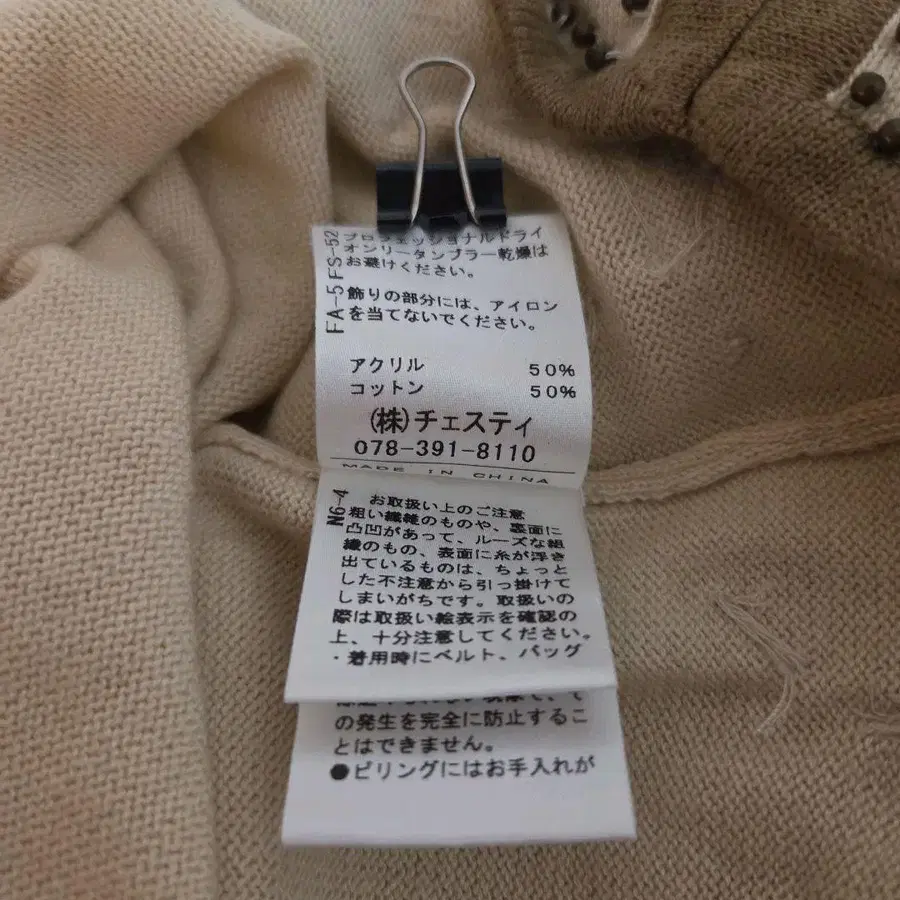 プロフェッショナルドライ
オンリータンブラー乾燥は
お避けください。
飾りの部分には、アイロン
を当てないでください。
FA-5 FS-52
アクリル 50%
コットン 50%
(株)チェスティ
078-391-8110
MADE IN CHINA
N6-4
お取扱い上のご注意
粗い繊維のものや、裏面に
凸凹があって、ルーズな組
織のもの、表面に糸が浮き
出ているものは、ちょっと
した不注意から引っ掛けて
しまいがちです。取扱いの
際は取扱い絵表示を確認の
上、十分注意してください。
・着用時にベルト、バッグ
の発生を完全に防止するこ
とはできません。
●ピリングにはお手入れが